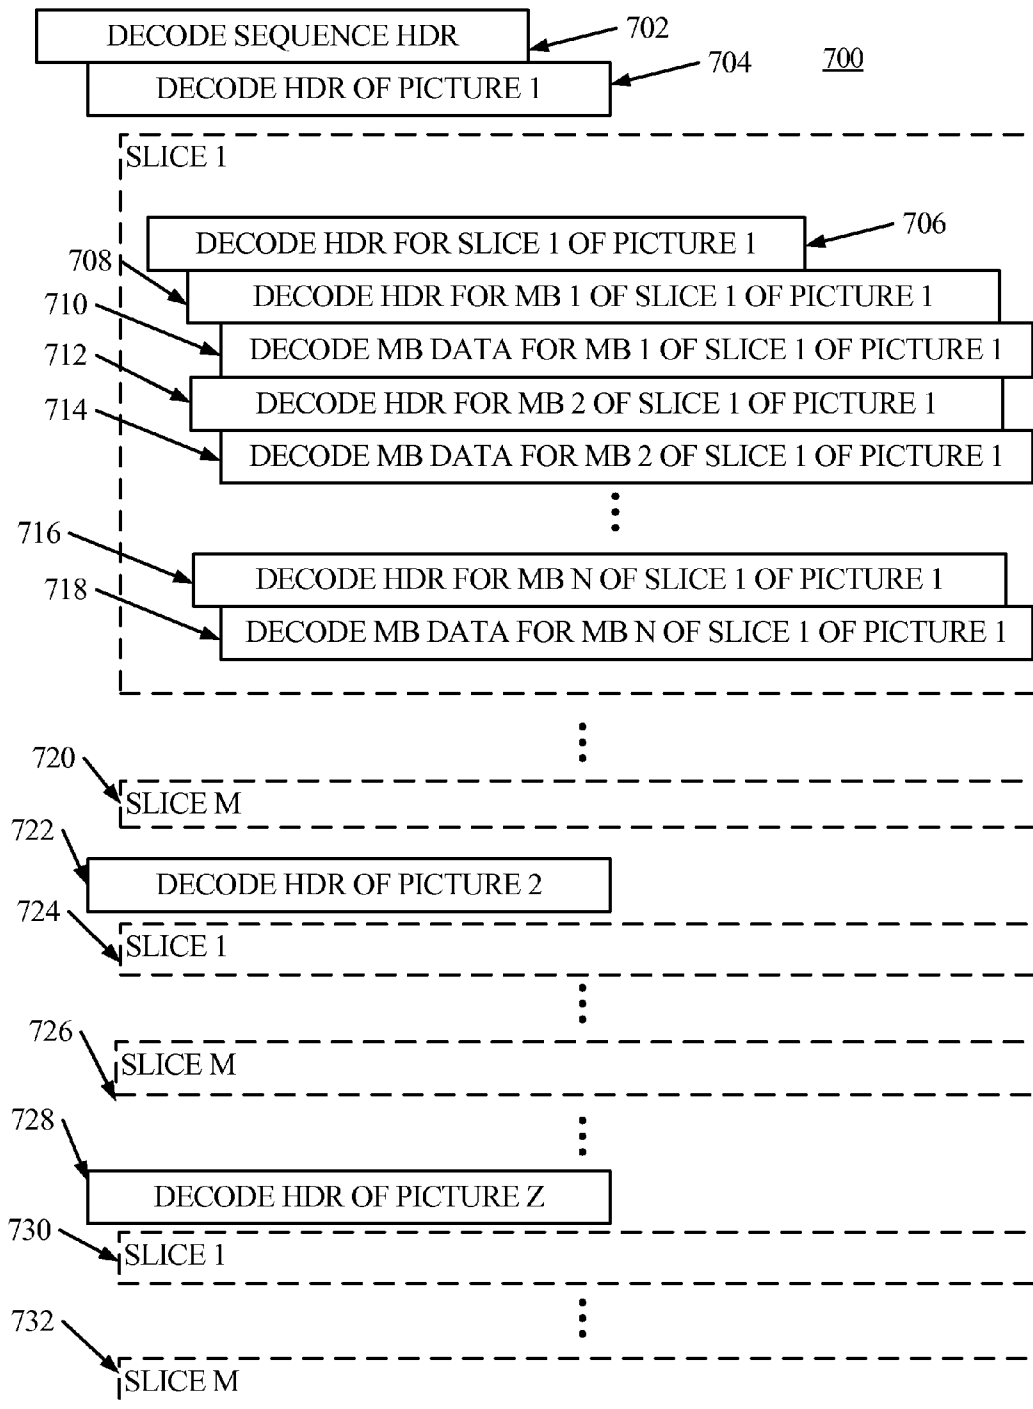 DECODE SEQUENCE HDR
702
DECODE HDR OF PICTURE 1
704
700
SLICE 1
DECODE HDR FOR SLICE 1 OF PICTURE 1
706
708
DECODE HDR FOR MB 1 OF SLICE 1 OF PICTURE 1
710
DECODE MB DATA FOR MB 1 OF SLICE 1 OF PICTURE 1
712
DECODE HDR FOR MB 2 OF SLICE 1 OF PICTURE 1
714
DECODE MB DATA FOR MB 2 OF SLICE 1 OF PICTURE 1
716
DECODE HDR FOR MB N OF SLICE 1 OF PICTURE 1
718
DECODE MB DATA FOR MB N OF SLICE 1 OF PICTURE 1
720
SLICE M
722
DECODE HDR OF PICTURE 2
724
SLICE 1
726
SLICE M
728
DECODE HDR OF PICTURE Z
730
SLICE 1
732
SLICE M